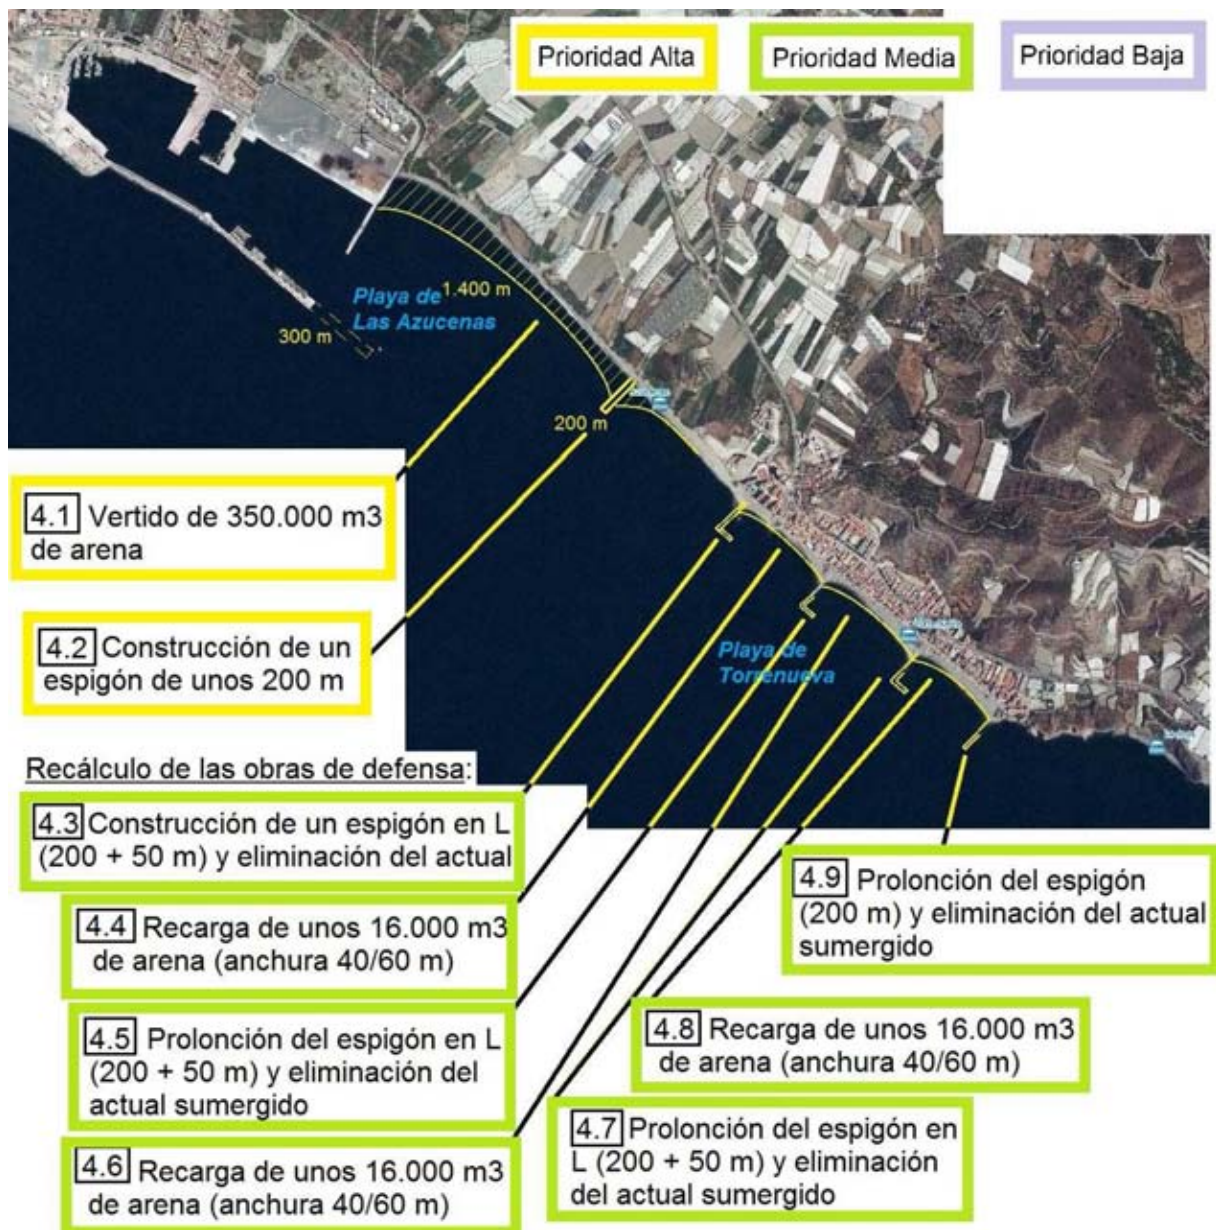 Prioridad Alta
Prioridad Media
Prioridad Baja
1.400 m
Playa de
Las Azucenas
300 m
200 m
4.1 Vertido de 350.000 m3
de arena
4.2 Construcción de un
espigón de unos 200 m
Playa de
Torrenueva
Recálculo de las obras de defensa:
4.3 Construcción de un espigón en L
(200 + 50 m) y eliminación del actual
4.4 Recarga de unos 16.000 m3
de arena (anchura 40/60 m)
4.5 Prolonción del espigón en L
(200 + 50 m) y eliminación del
actual sumergido
4.6 Recarga de unos 16.000 m3
de arena (anchura 40/60 m)
4.9 Prolonción del espigón
(200 m) y eliminación del actual
sumergido
4.8 Recarga de unos 16.000 m3
de arena (anchura 40/60 m)
4.7 Prolonción del espigón en
L (200 + 50 m) y eliminación
del actual sumergido